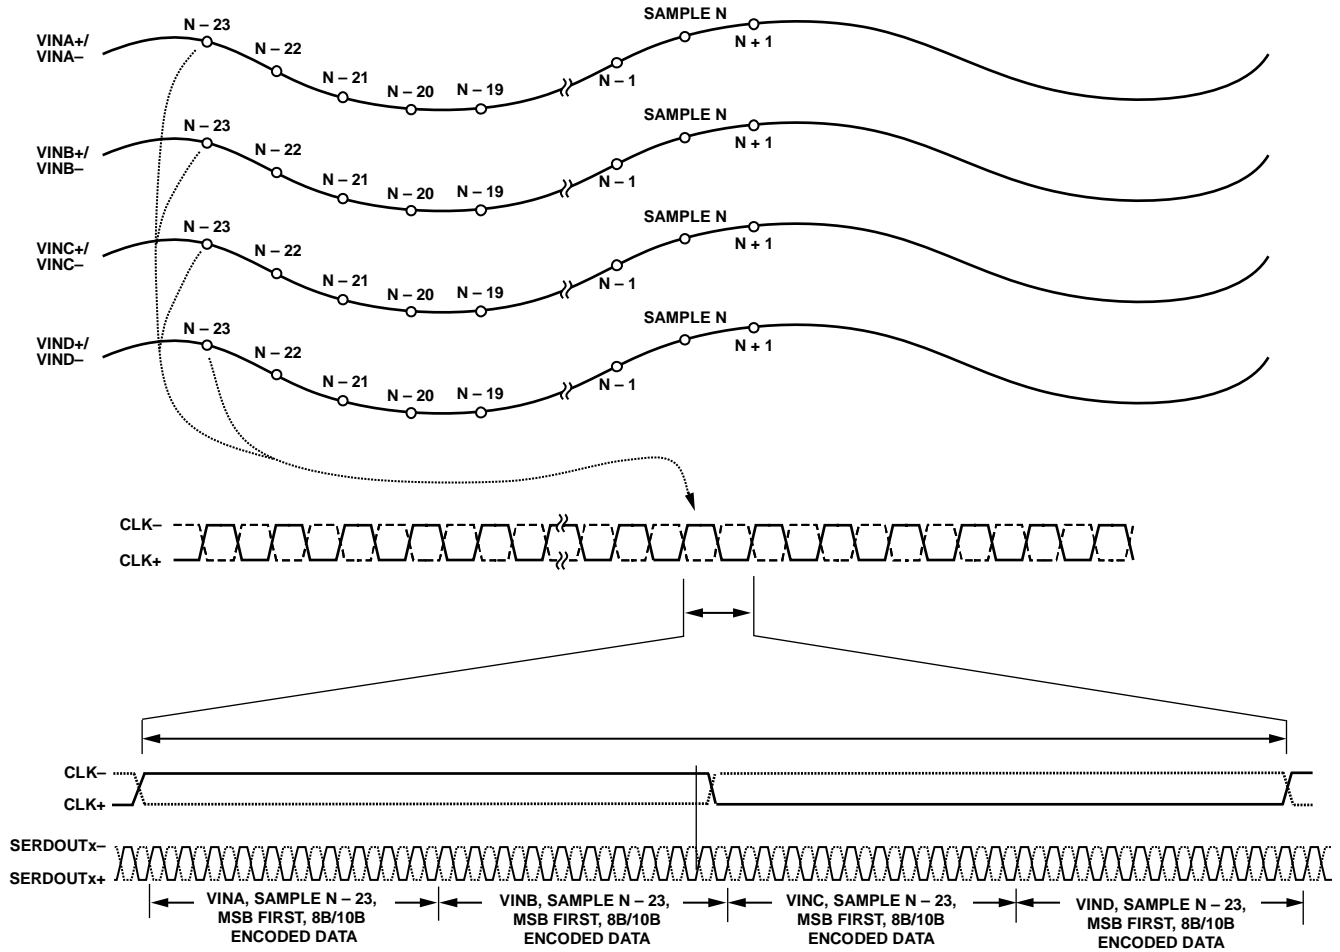 SAMPLE N
N – 23
VINA+/
VINA–
N – 22
N – 21
N – 20
N – 19
N – 1
N + 1
SAMPLE N
N – 23
VINB+/
VINB–
N – 22
N – 21
N – 20
N – 19
N – 1
N + 1
SAMPLE N
N – 23
VINC+/
VINC–
N – 22
N – 21
N – 20
N – 19
N – 1
N + 1
SAMPLE N
N – 23
VIND+/
VIND–
N – 22
N – 21
N – 20
N – 19
N – 1
N + 1
CLK–
CLK+
CLK–
CLK+
SERDOUTx–
SERDOUTx+
VINA, SAMPLE N – 23,
MSB FIRST, 8B/10B
ENCODED DATA
VINB, SAMPLE N – 23,
MSB FIRST, 8B/10B
ENCODED DATA
VINC, SAMPLE N – 23,
MSB FIRST, 8B/10B
ENCODED DATA
VIND, SAMPLE N – 23,
MSB FIRST, 8B/10B
ENCODED DATA